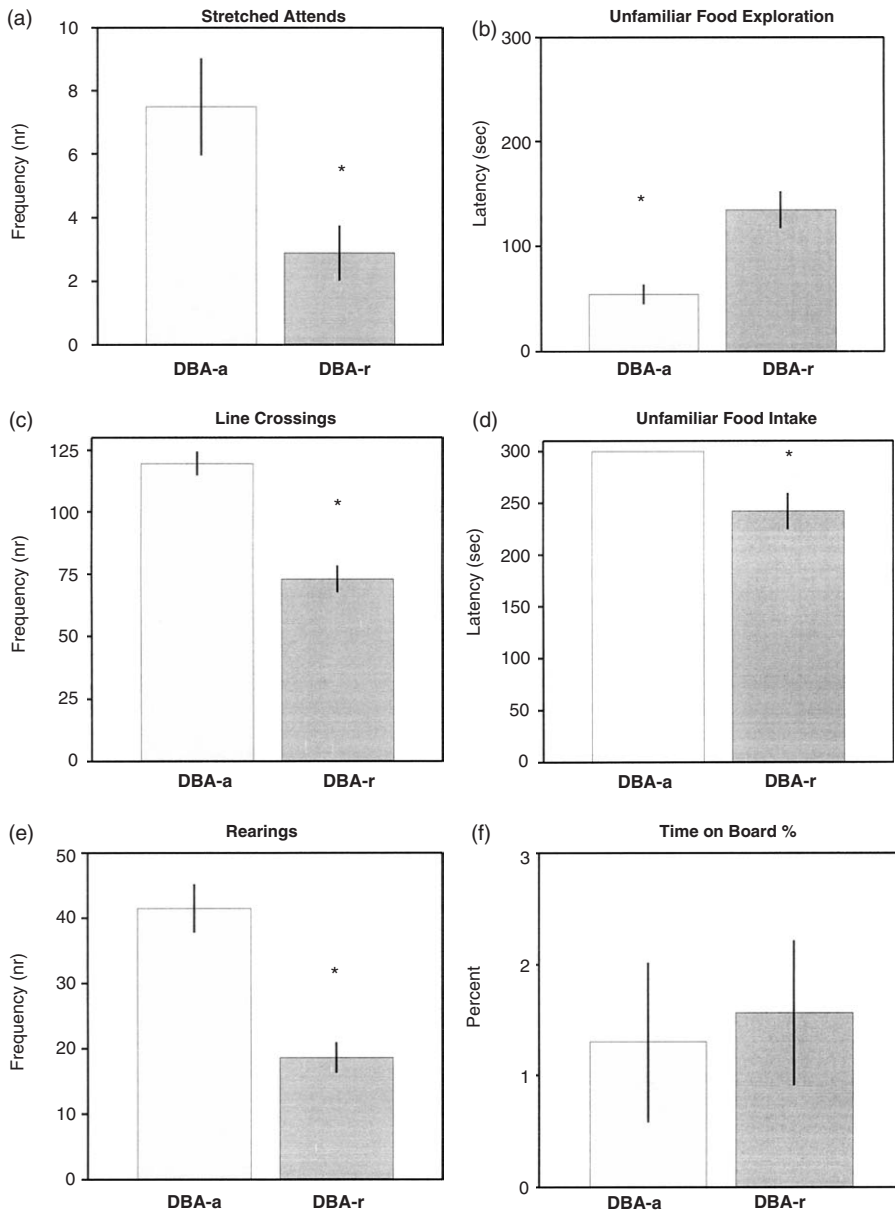 (a)
Stretched Attends
Frequency (nr)
10
8
6
4
2
0
*
DBA-a
DBA-r
(b)
Unfamiliar Food Exploration
Latency (sec)
300
200
100
0
*
DBA-a
DBA-r
(c)
Line Crossings
Frequency (nr)
125
100
75
50
25
0
*
DBA-a
DBA-r
(d)
Unfamiliar Food Intake
Latency (sec)
300
250
200
300
150
100
50
0
*
DBA-a
DBA-r
(e)
Rearings
Frequency (nr)
50
40
30
20
10
0
*
DBA-a
DBA-r
(f)
Time on Board %
Percent
3
2
1
0
DBA-a
DBA-r